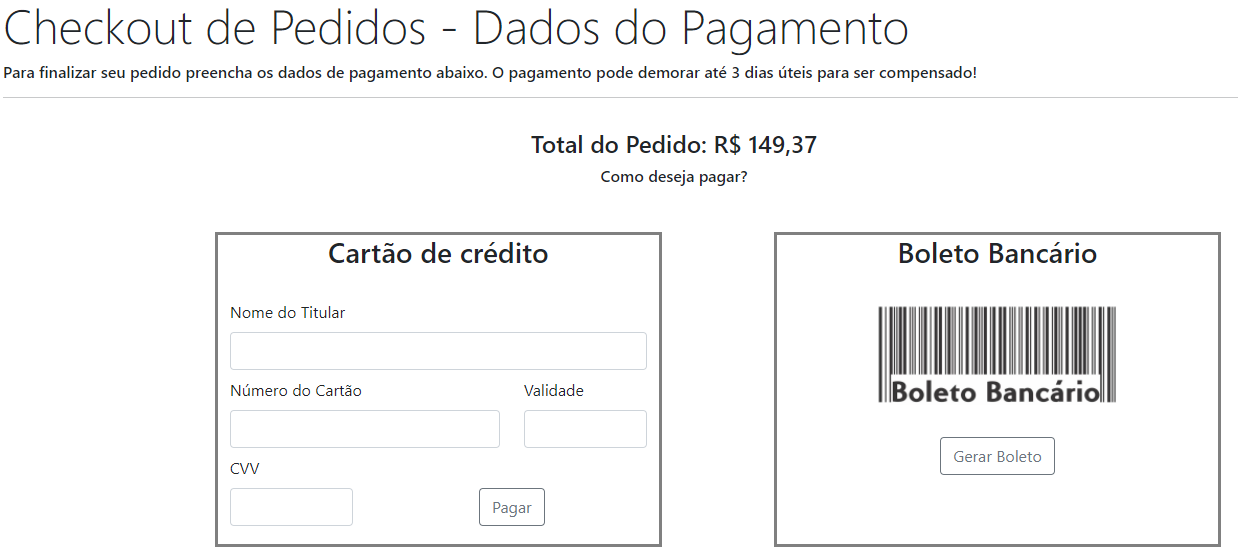 Checkout de Pedidos - Dados do Pagamento
Para finalizar seu pedido preencha os dados de pagamento abaixo. O pagamento pode demorar até 3 dias úteis para ser compensado!
Total do Pedido: R$ 149,37
Como deseja pagar?
Cartão de crédito
Nome do Titular
Número do Cartão
Validade
CVV
Pagar
Boleto Bancário
Boleto Bancário
Gerar Boleto